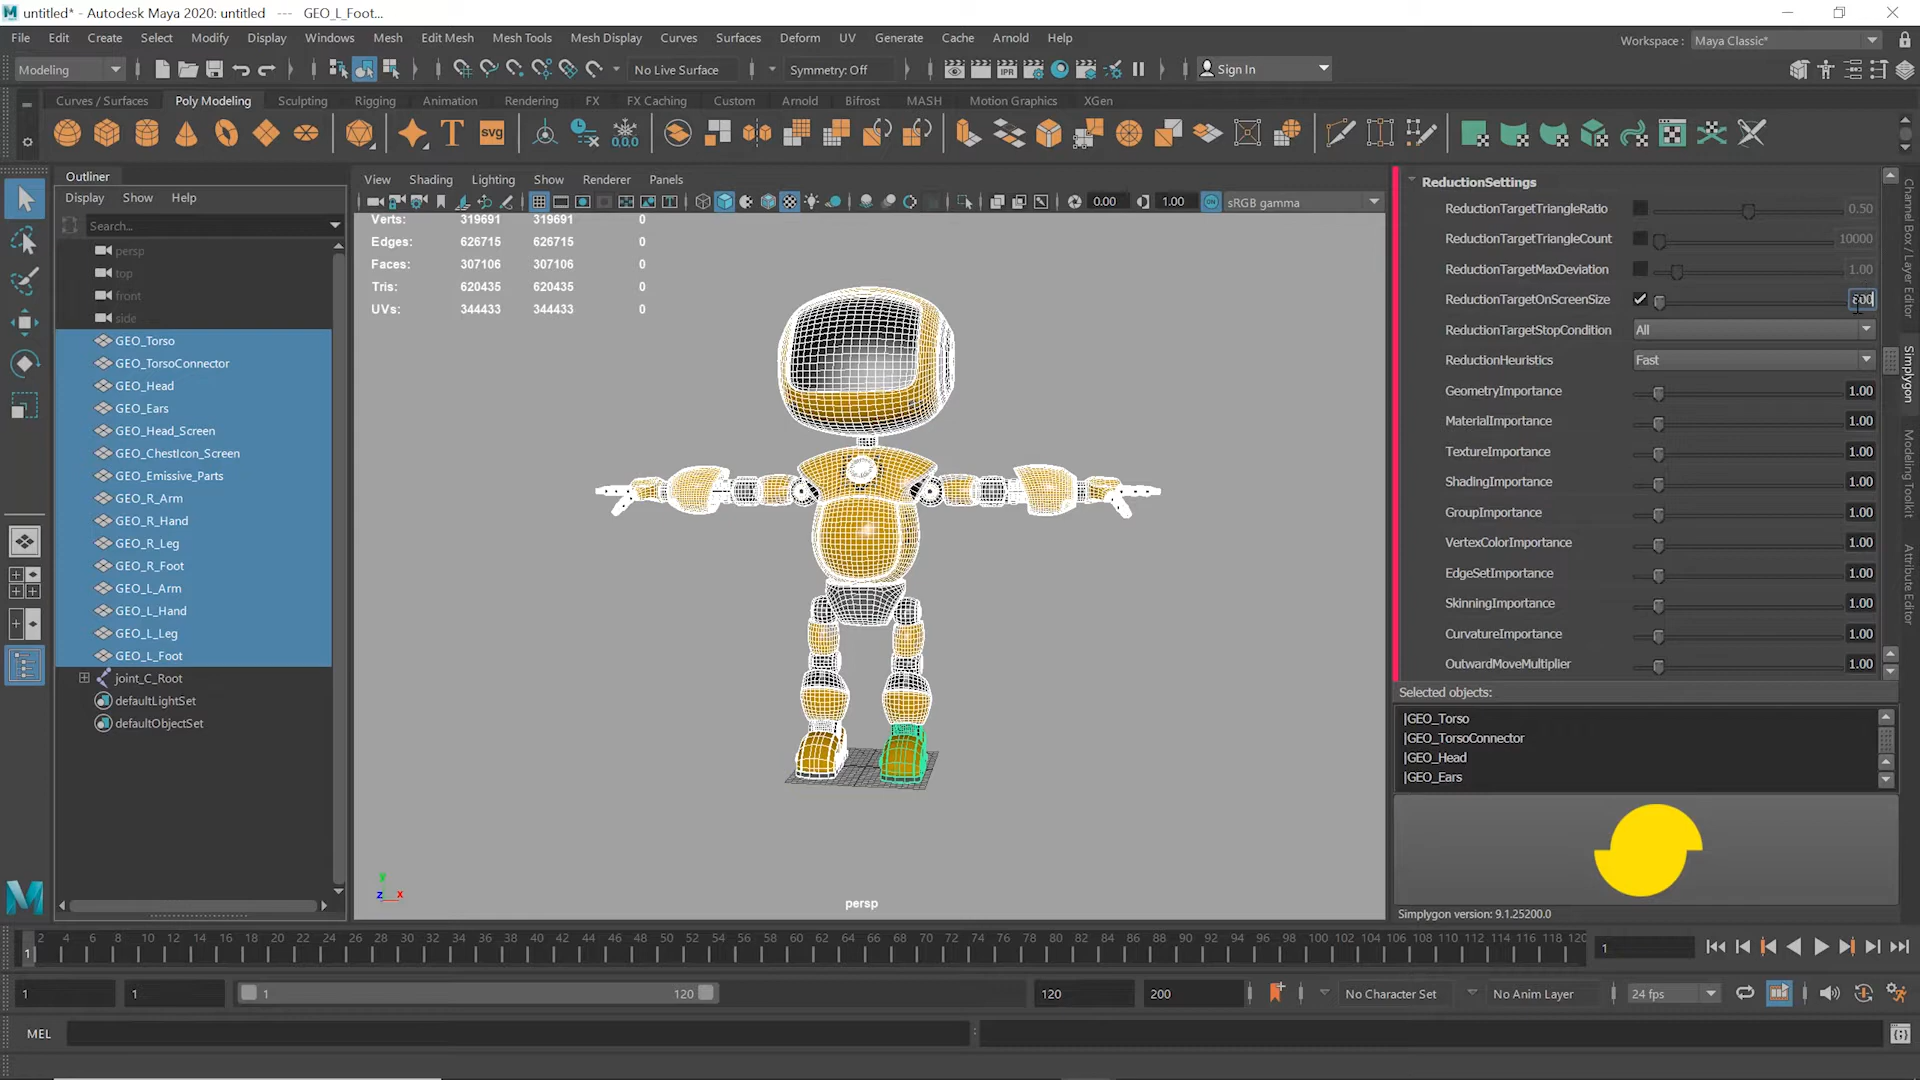 untitled* - Autodesk Maya 2020: untitled --- GEO_L_Foot...
File Edit Create Select Modify Display Windows Mesh Edit Mesh Mesh Tools Mesh Display Curves Surfaces Deform UV Generate Cache Arnold Help
Workspace: Maya Classic*
Modeling
No Live Surface
Symmetry: Off
Sign In
Curves / Surfaces Poly Modeling Sculpting Rigging Animation Rendering FX FX Caching Custom Arnold Bifrost MASH Motion Graphics XGen
Outliner
Display Show Help
Search...
persp
top
front
side
GEO_Torso
GEO_TorsoConnector
GEO_Head
GEO_Ears
GEO_Head_Screen
GEO_ChestIcon_Screen
GEO_Emissive_Parts
GEO_R_Arm
GEO_R_Hand
GEO_R_Leg
GEO_R_Foot
GEO_L_Arm
GEO_L_Hand
GEO_L_Leg
GEO_L_Foot
joint_C_Root
defaultLightSet
defaultObjectSet
View Shading Lighting Show Renderer Panels
0.00 1.00 sRGB gamma
Verts: 319691 319691 0
Edges: 626715 626715 0
Faces: 307106 307106 0
Tris: 620435 620435 0
UVs: 344433 344433 0
y
z x
persp
ReductionSettings
ReductionTargetTriangleRatio 0.50
ReductionTargetTriangleCount 10000
ReductionTargetMaxDeviation 1.00
ReductionTargetOnScreenSize
ReductionTargetStopCondition All
ReductionHeuristics Fast
GeometryImportance 1.00
MaterialImportance 1.00
TextureImportance 1.00
ShadingImportance 1.00
GroupImportance 1.00
VertexColorImportance 1.00
EdgeSetImportance 1.00
SkinningImportance 1.00
CurvatureImportance 1.00
OutwardMoveMultiplier 1.00
Selected objects:
|GEO_Torso
|GEO_TorsoConnector
|GEO_Head
|GEO_Ears
Simplygon version: 9.1.25200.0
Channel Box / Layer Editor
Simplygon
Modeling Toolkit
Attribute Editor
2 4 6 8 10 12 14 16 18 20 22 24 26 28 30 32 34 36 38 40 42 44 46 48 50 52 54 56 58 60 62 64 66 68 70 72 74 76 78 80 82 84 86 88 90 92 94 96 98 100 102 104 106 108 110 112 114 116 118 120
1
1
1 1 1 120 120 200 No Character Set No Anim Layer 24 fps
MEL